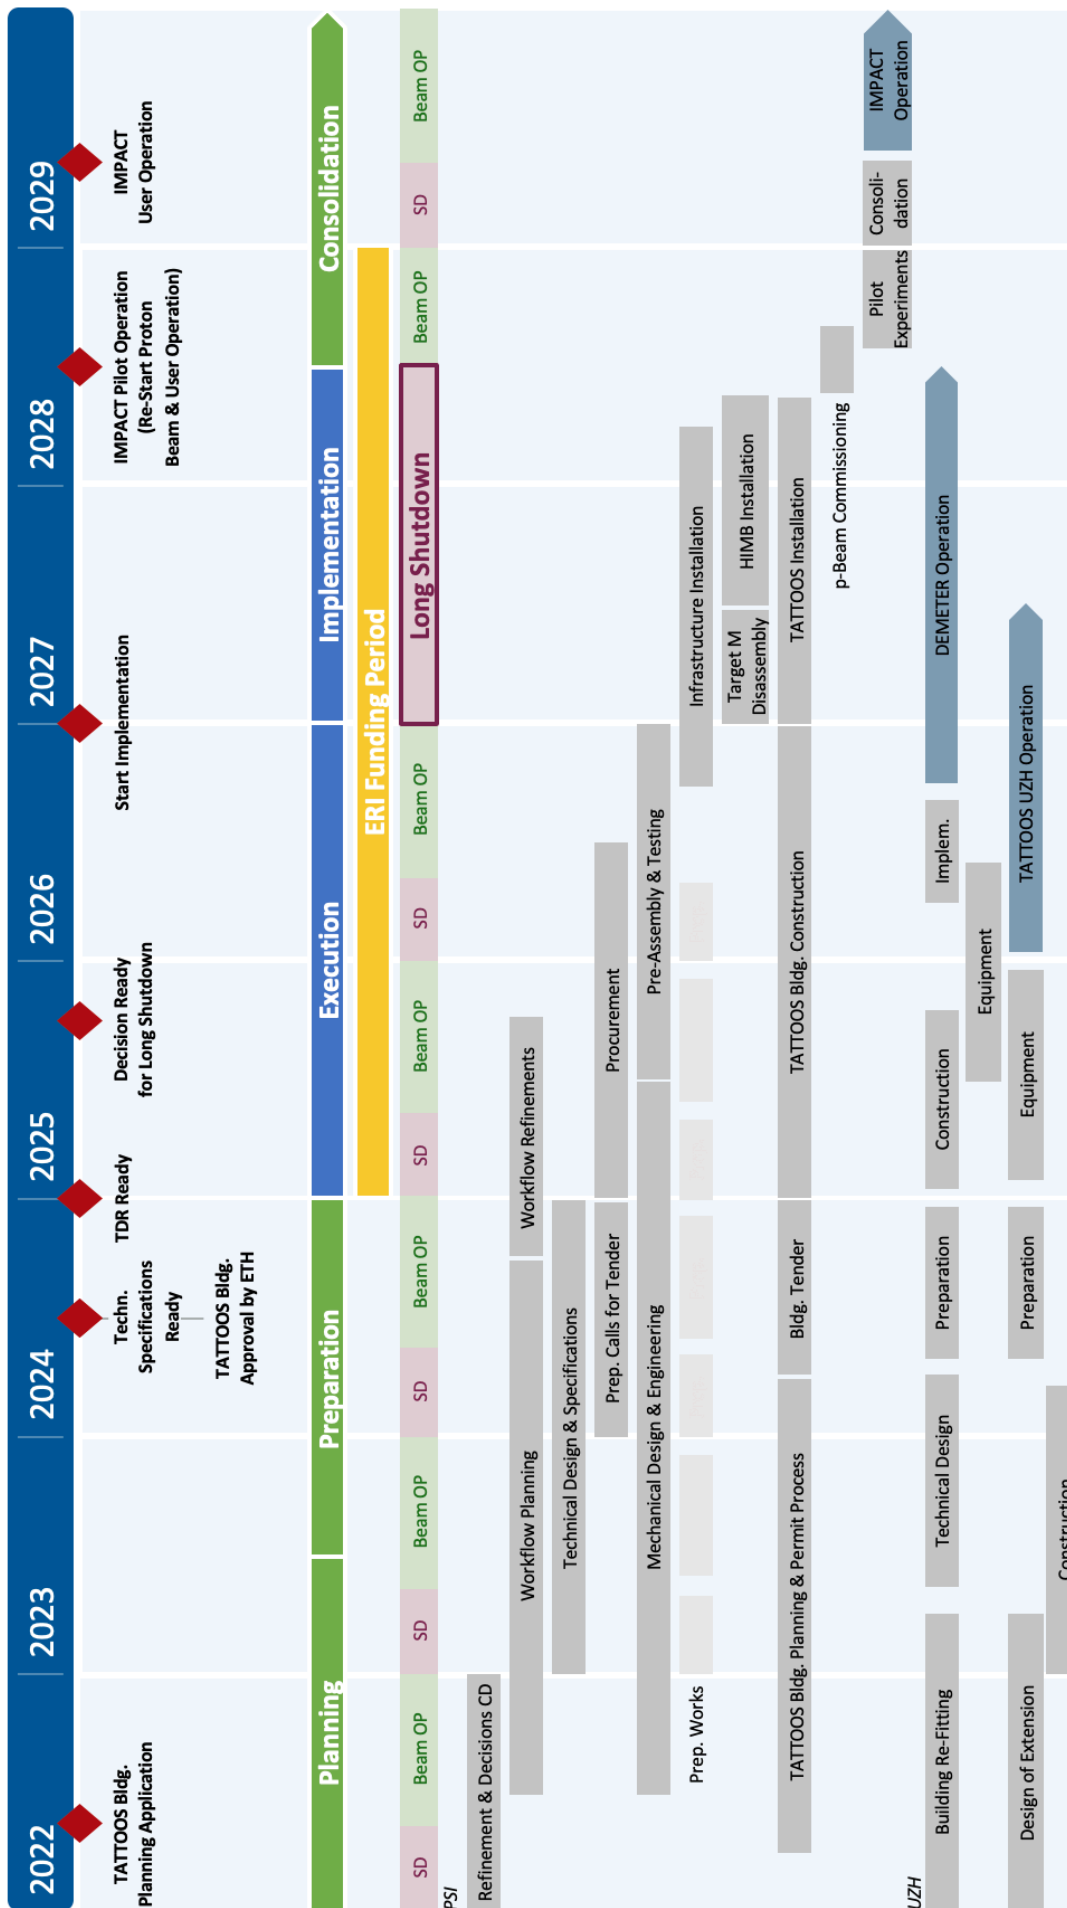 2022
2023
2024
2025
2026
2027
2028
2029
TATTOOS Bldg.
Planning Application
Techn.
Specifications
Ready
TATTOOS Bldg.
Approval by ETH
TDR Ready
Decision Ready
for Long Shutdown
Start Implementation
IMPACT Pilot Operation
(Re-Start Proton
Beam & User Operation)
IMPACT
User Operation
Planning
Preparation
Execution
Implementation
Consolidation
ERI Funding Period
SD
Beam OP
SD
Beam OP
SD
Beam OP
SD
Beam OP
SD
Beam OP
Long Shutdown
Beam OP
SD
Beam OP
PSI
Refinement & Decisions CD
Workflow Planning
Workflow Refinements
Technical Design & Specifications
Prep. Calls for Tender
Procurement
Mechanical Design & Engineering
Pre-Assembly & Testing
Prep. Works
Infrastructure Installation
Target M
Disassembly
HIMB Installation
TATTOOS Bldg. Planning & Permit Process
Bldg. Tender
TATTOOS Bldg. Construction
TATTOOS Installation
p-Beam Commissioning
Pilot
Experiments
Consoli-
dation
IMPACT
Operation
UZH
Building Re-Fitting
Technical Design
Preparation
Construction
Implem.
DEMETER Operation
Equipment
Design of Extension
Preparation
Equipment
TATTOOS UZH Operation
Construction